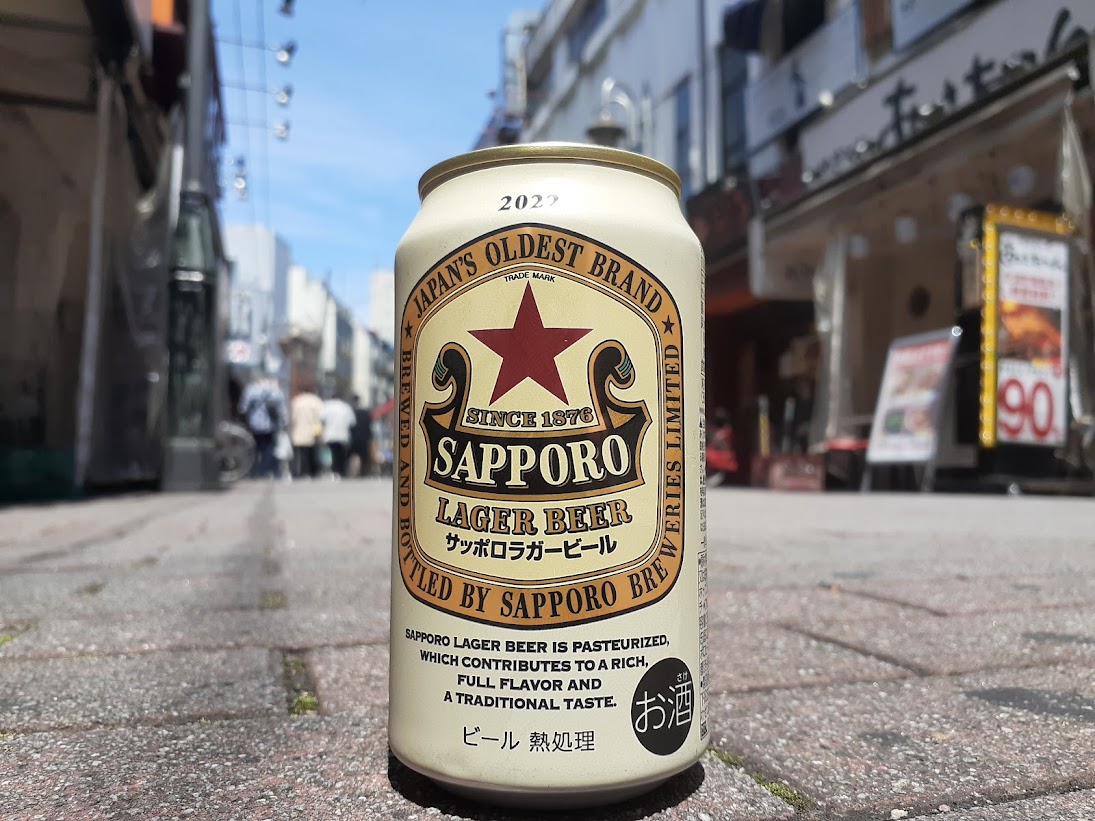 2022
JAPAN'S OLDEST BRAND
TRADE MARK
SINCE 1876
SAPPORO
LAGER BEER
サッポロラガービール
BREWED AND BOTTLED BY SAPPORO BREWERIES LIMITED
SAPPORO LAGER BEER IS PASTEURIZED,
WHICH CONTRIBUTES TO A RICH,
FULL FLAVOR AND
A TRADITIONAL TASTE.
さけ
お酒
ビール 熱処理
90